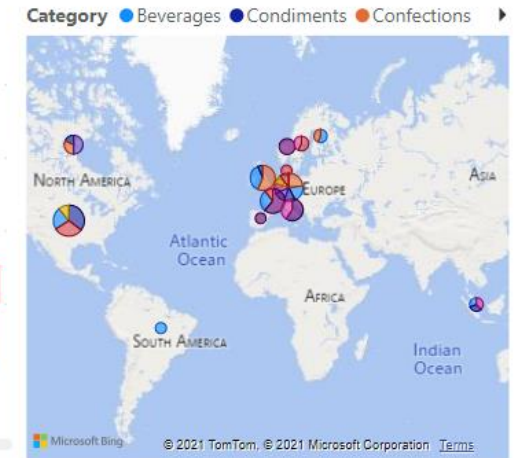 Category Beverages Condiments Confections
NORTH AMERICA
EUROPE
ASIA
Atlantic
Ocean
AFRICA
SOUTH AMERICA
Indian
Ocean
Microsoft Bing © 2021 TomTom, © 2021 Microsoft Corporation Terms